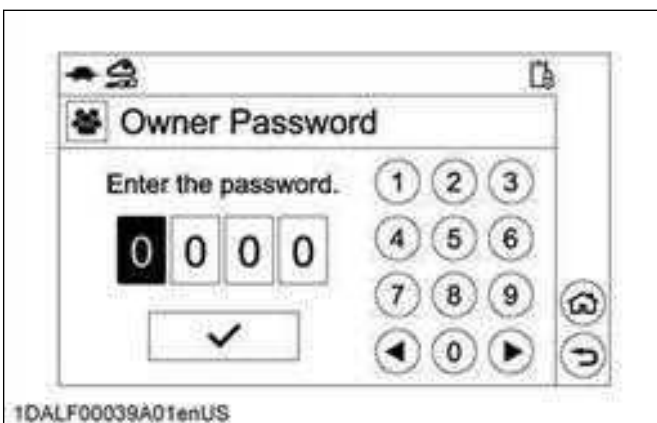 Owner Password
Enter the password.
1 2 3
0 0 0 0
4 5 6
7 8 9
0
1DALF00039A01enUS